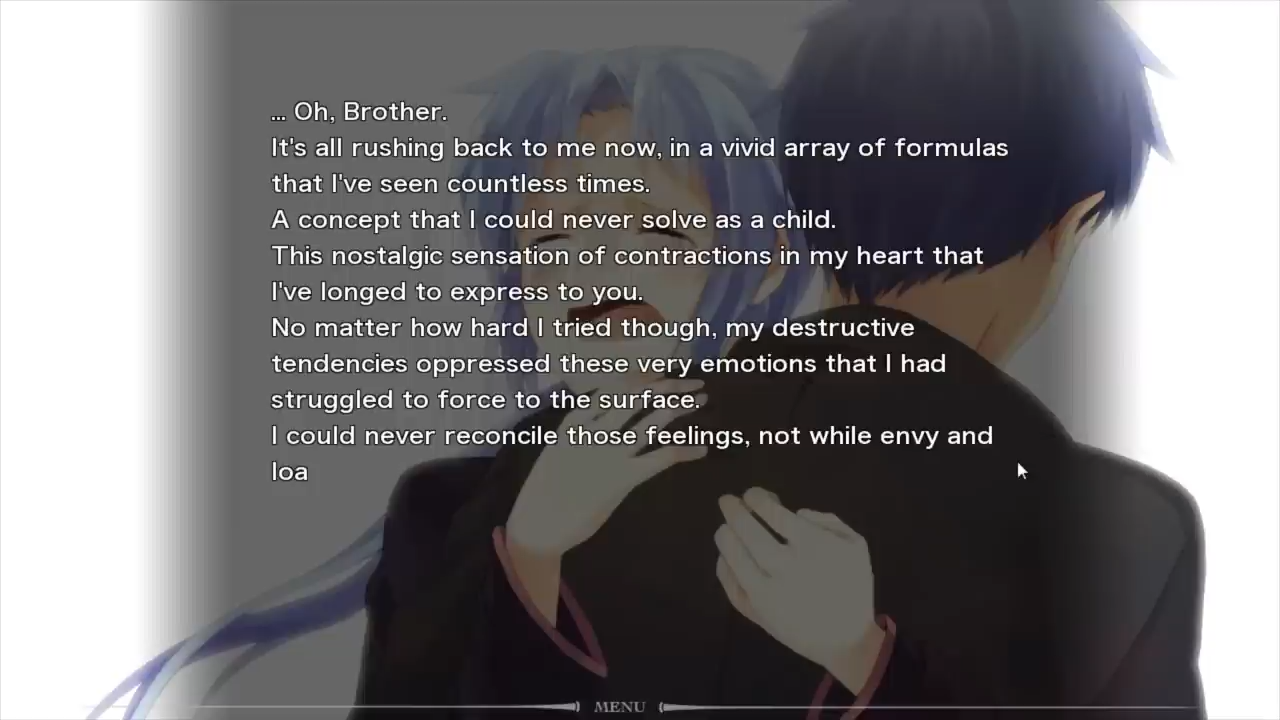 ... Oh, Brother.
It's all rushing back to me now, in a vivid array of formulas
that I've seen countless times.
A concept that I could never solve as a child.
This nostalgic sensation of contractions in my heart that
I've longed to express to you.
No matter how hard I tried though, my destructive
tendencies oppressed these very emotions that I had
struggled to force to the surface.
I could never reconcile those feelings, not while envy and
loa
MENU